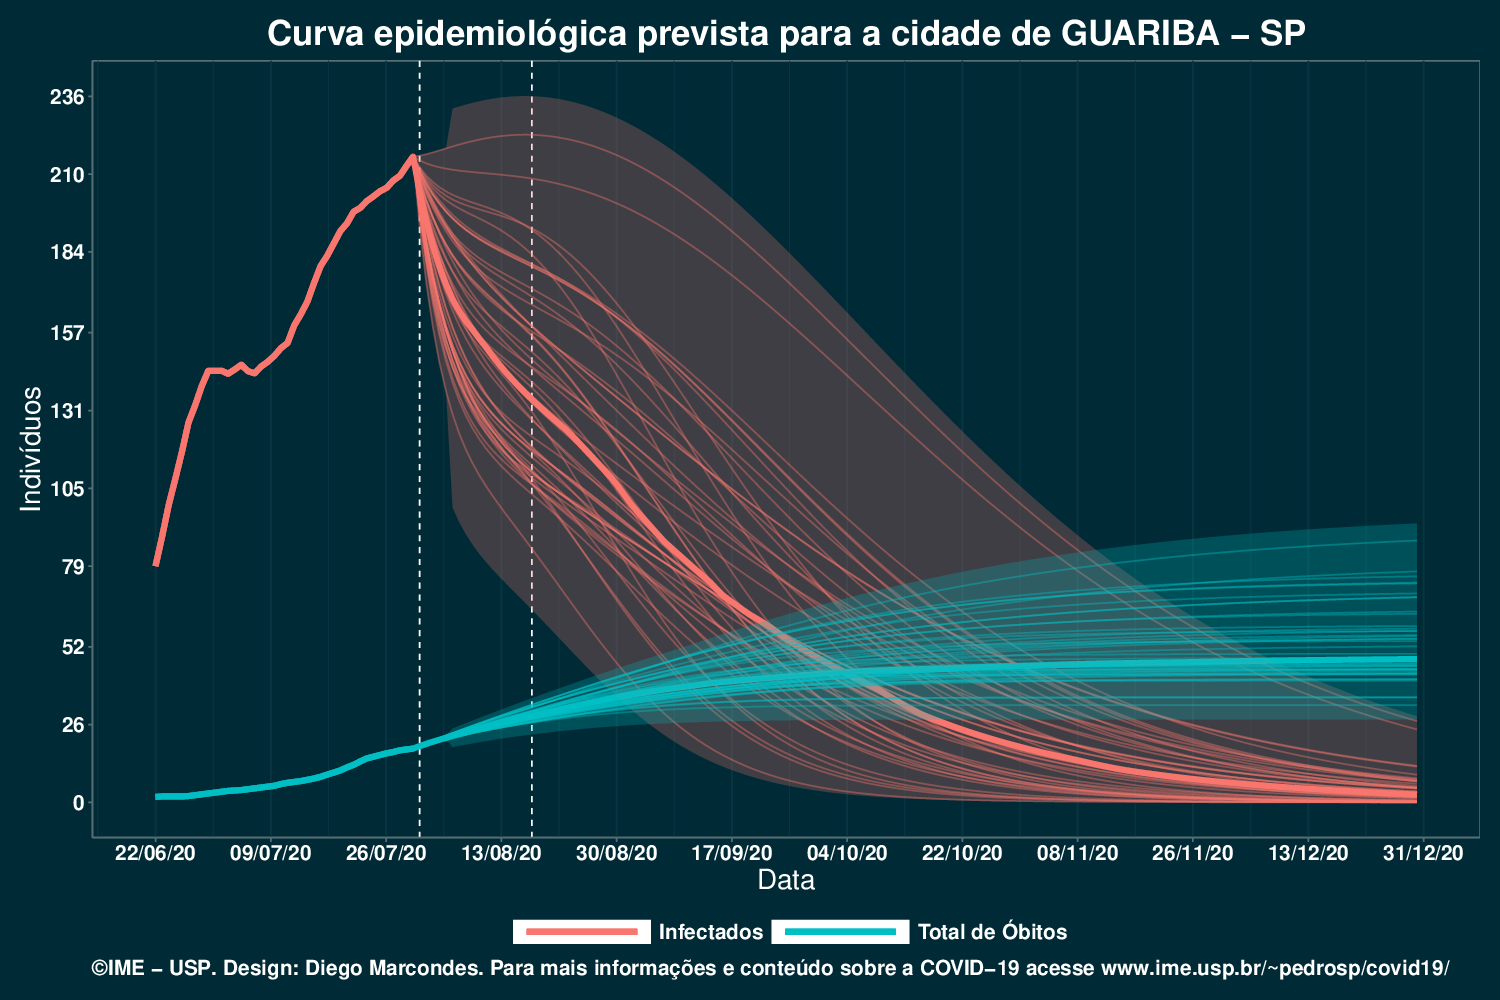 Curva epidemiológica prevista para a cidade de GUARIBA – SP
Indivíduos
236
210
184
157
131
105
79
52
26
0
22/06/20 09/07/20 26/07/20 13/08/20 30/08/20 17/09/20 04/10/20 22/10/20 08/11/20 26/11/20 13/12/20 31/12/20
Data
Infectados Total de Óbitos
©IME – USP. Design: Diego Marcondes. Para mais informações e conteúdo sobre a COVID–19 acesse www.ime.usp.br/~pedrosp/covid19/